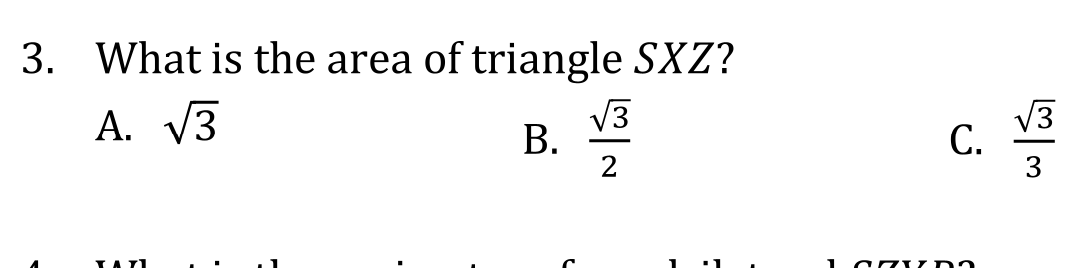 3. What is the area of triangle SXZ?
A. √3 B. √3/2 C. √3/3